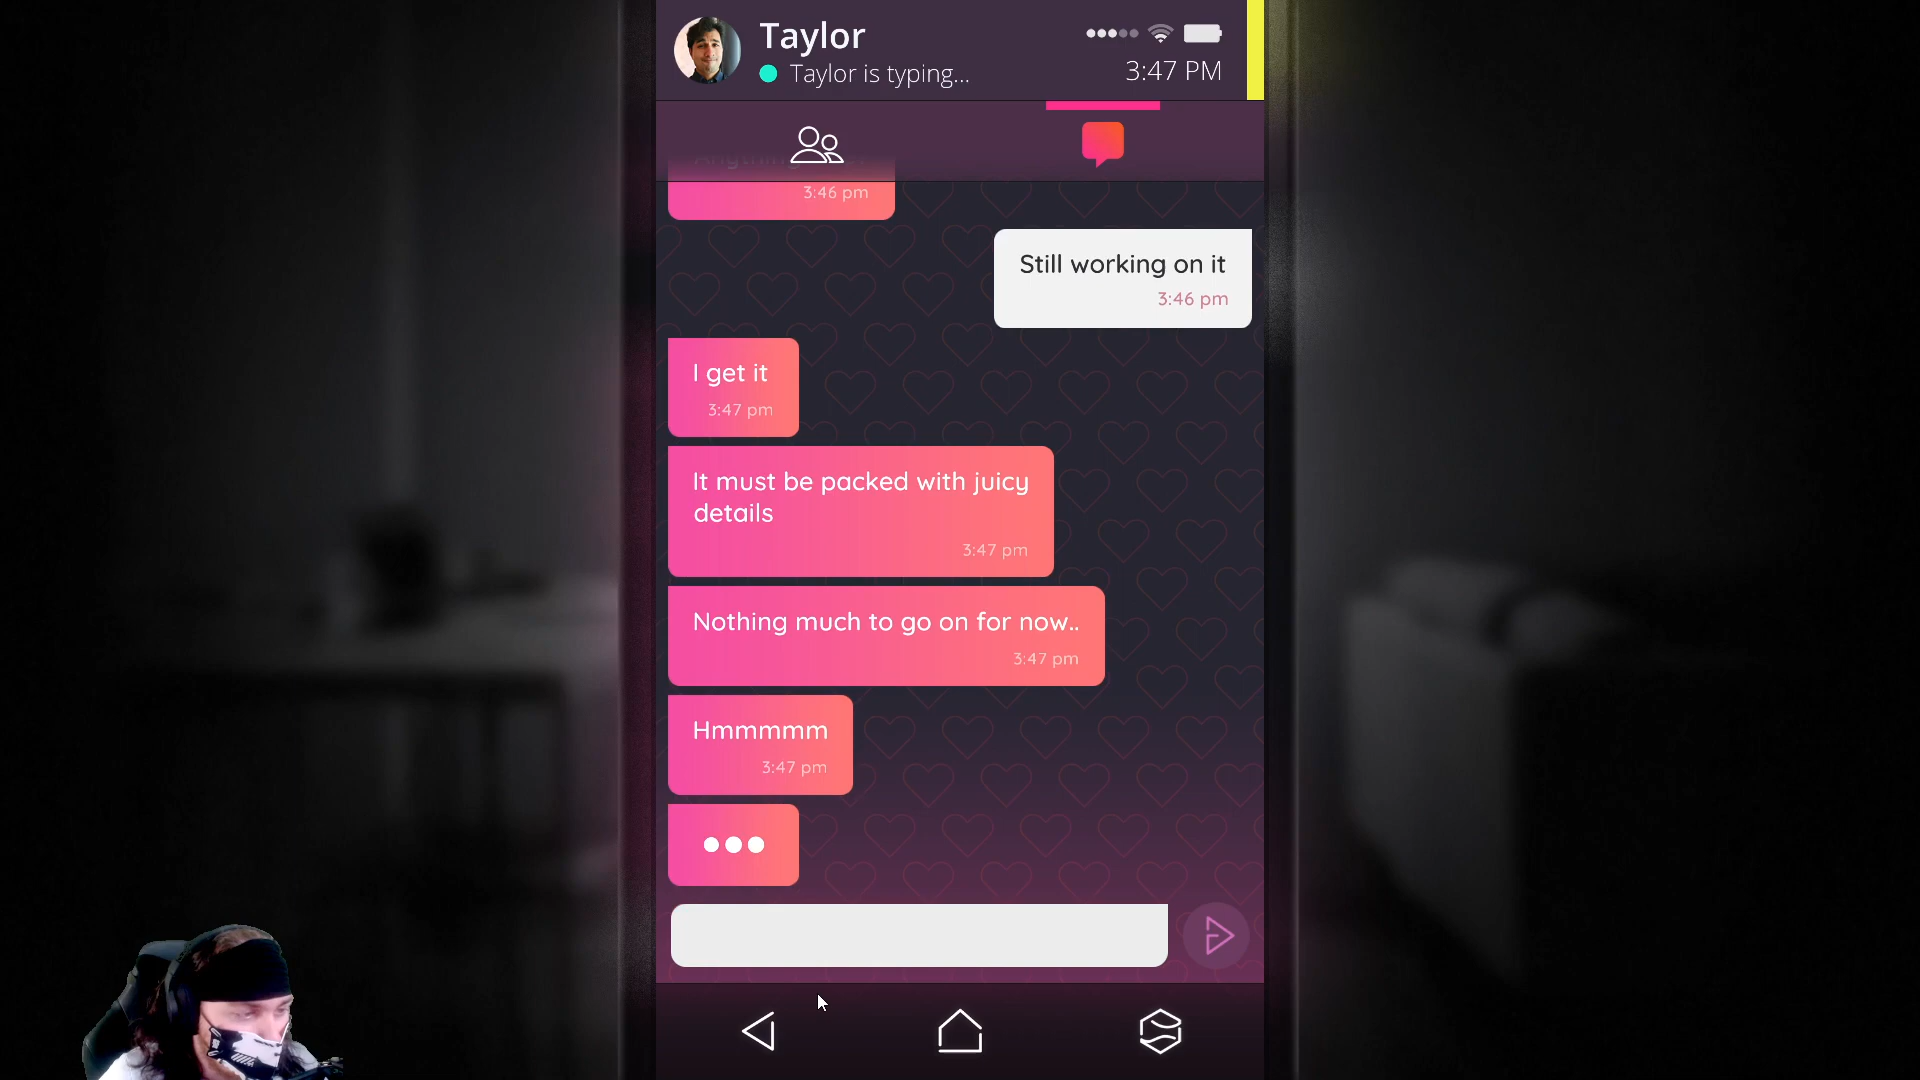 Taylor
Taylor is typing...
3:47 PM
3:46 pm
Still working on it
3:46 pm
I get it
3:47 pm
It must be packed with juicy
details
3:47 pm
Nothing much to go on for now..
3:47 pm
Hmmmmm
3:47 pm